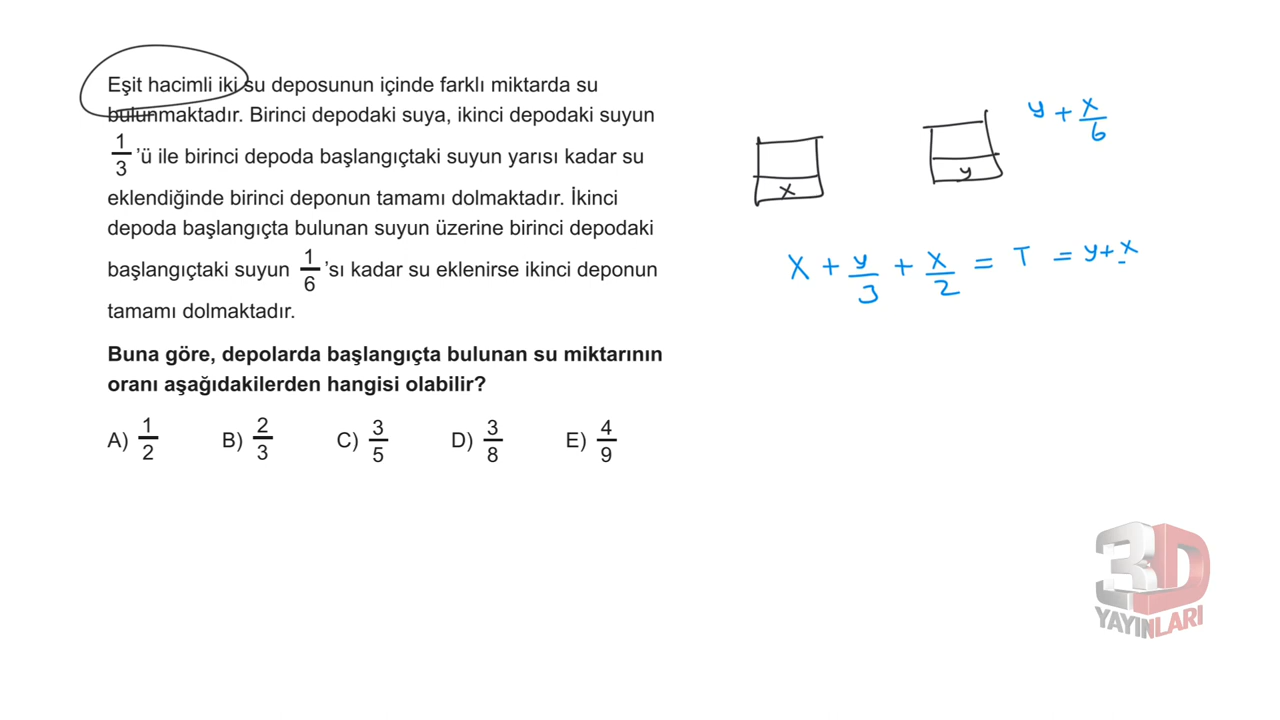 Eşit hacimli iki su deposunun içinde farklı miktarda su
bulunmaktadır. Birinci depodaki suya, ikinci depodaki suyun
1/3 'ü ile birinci depoda başlangıçtaki suyun yarısı kadar su
eklendiğinde birinci deponun tamamı dolmaktadır. İkinci
depoda başlangıçta bulunan suyun üzerine birinci depodaki
başlangıçtaki suyun 1/6 'sı kadar su eklenirse ikinci deponun
tamamı dolmaktadır.
Buna göre, depolarda başlangıçta bulunan su miktarının
oranı aşağıdakilerden hangisi olabilir?
A) 1/2 B) 2/3 C) 3/5 D) 3/8 E) 4/9
x
y
y + x/6
x + y/3 + x/2 = T = y + x
3D
YAYINLARI